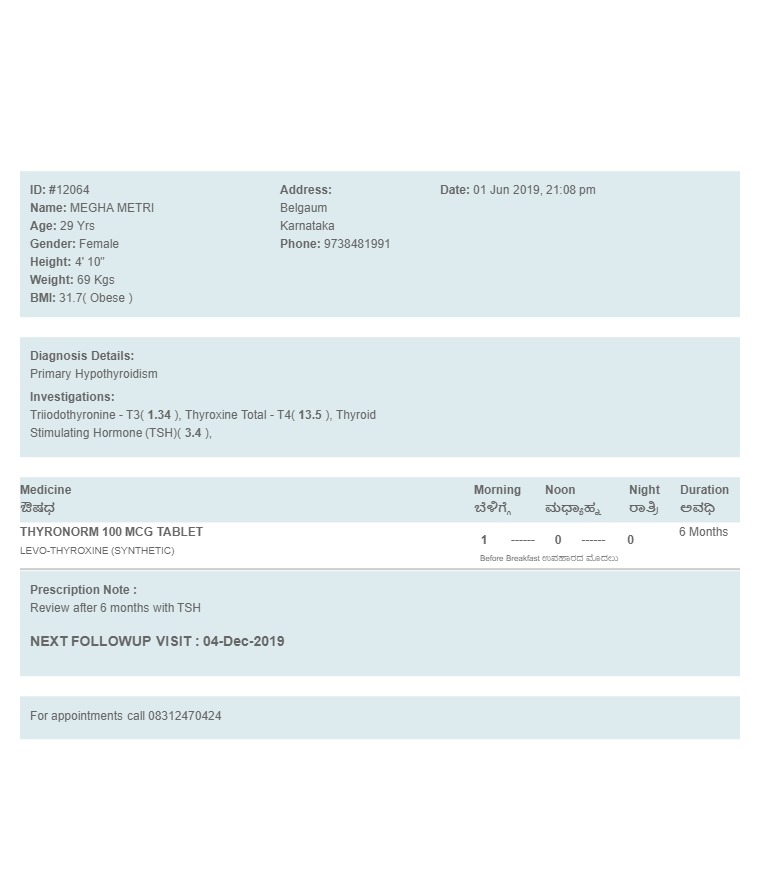 ID: #12064
Name: MEGHA METRI
Age: 29 Yrs
Gender: Female
Height: 4' 10"
Weight: 69 Kgs
BMI: 31.7( Obese )
Address:
Belgaum
Karnataka
Phone: 9738481991
Date: 01 Jun 2019, 21:08 pm
Diagnosis Details:
Primary Hypothyroidism
Investigations:
Triiodothyronine - T3( 1.34 ), Thyroxine Total - T4( 13.5 ), Thyroid
Stimulating Hormone (TSH)( 3.4 ),
Medicine Morning Noon Night Duration
ಔಷಧ ಬೆಳಿಗ್ಗೆ ಮಧ್ಯಾಹ್ನ ರಾತ್ರಿ ಅವಧಿ
THYRONORM 100 MCG TABLET 6 Months
1 ------ 0 ------ 0
LEVO-THYROXINE (SYNTHETIC)
Before Breakfast ಉಪಹಾರದ ಮೊದಲು
Prescription Note :
Review after 6 months with TSH
NEXT FOLLOWUP VISIT : 04-Dec-2019
For appointments call 08312470424